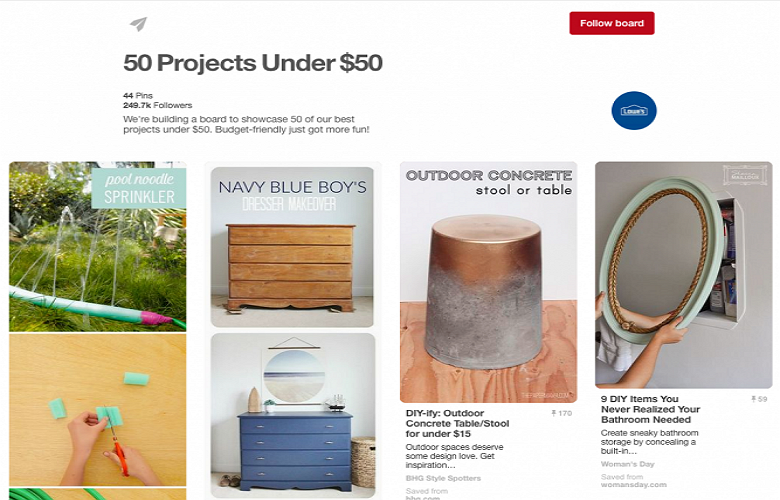 Follow board
50 Projects Under $50
44 Pins
249.7k Followers
We're building a board to showcase 50 of our best
projects under $50. Budget-friendly just got more fun!
Lowe's
pool noodle
SPRINKLER
NAVY BLUE BOY'S
DRESSER MAKEOVER
OUTDOOR CONCRETE
stool or table
DIY-ify: Outdoor
Concrete Table/Stool
for under $15
170
Outdoor spaces deserve
some design love. Get
inspiration...
BHG Style Spotters
Saved from
bhg.com
9 DIY Items You
Never Realized Your
Bathroom Needed
59
Create sneaky bathroom
storage by concealing a
built-in...
Woman's Day
Saved from
womansday.com